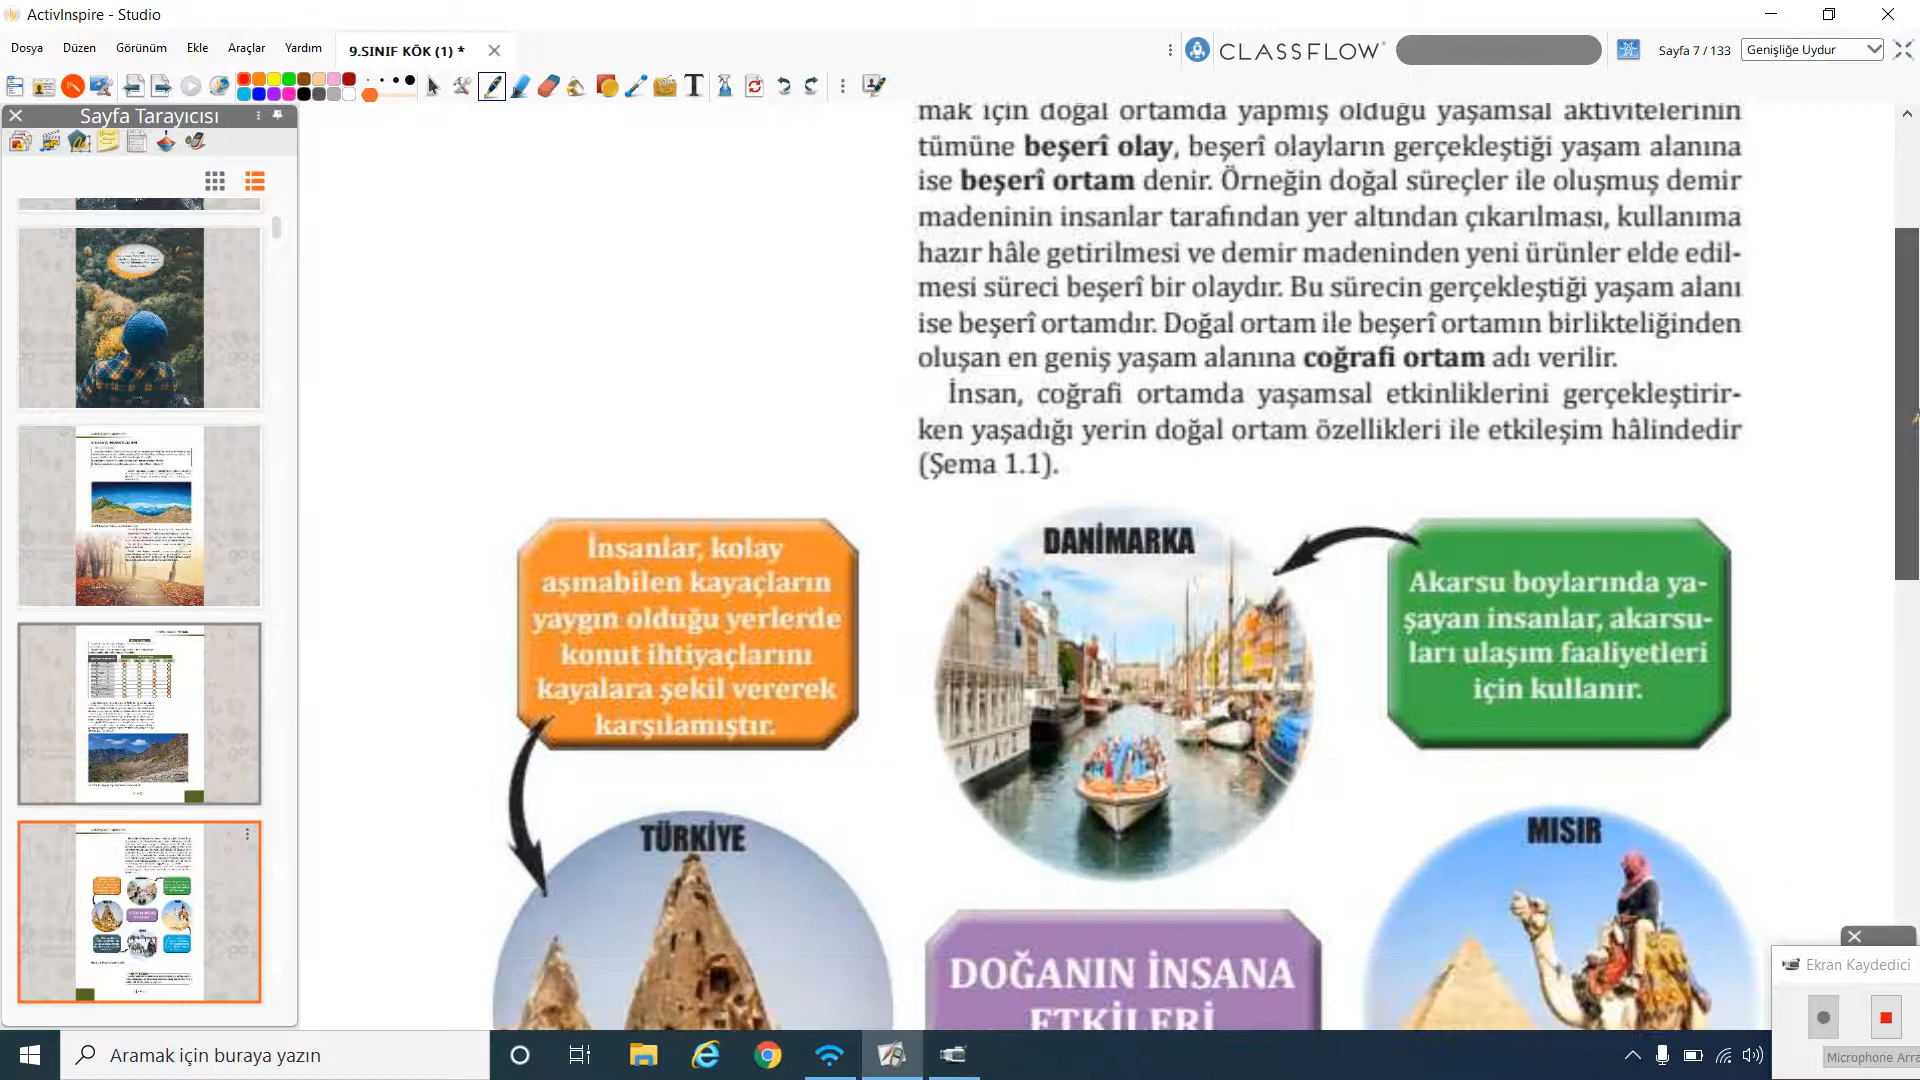 ActivInspire - Studio
Dosya Düzen Görünüm Ekle Araçlar Yardım
9.SINIF KÖK (1) *
CLASSFLOW
Sayfa 7 / 133
Genişliğe Uydur
Sayfa Tarayıcısı
mak için doğal ortamda yapmış olduğu yaşamsal aktivitelerinin
tümüne beşerî olay, beşerî olayların gerçekleştiği yaşam alanına
ise beşerî ortam denir. Örneğin doğal süreçler ile oluşmuş demir
madeninin insanlar tarafından yer altından çıkarılması, kullanıma
hazır hâle getirilmesi ve demir madeninden yeni ürünler elde edil-
mesi süreci beşerî bir olaydır. Bu sürecin gerçekleştiği yaşam alanı
ise beşerî ortamdır. Doğal ortam ile beşerî ortamın birlikteliğinden
oluşan en geniş yaşam alanına coğrafi ortam adı verilir.
İnsan, coğrafi ortamda yaşamsal etkinliklerini gerçekleştirir-
ken yaşadığı yerin doğal ortam özellikleri ile etkileşim hâlindedir
(Şema 1.1).
İnsanlar, kolay
aşınabilen kayaçların
yaygın olduğu yerlerde
konut ihtiyaçlarını
kayalara şekil vererek
karşılamıştır.
DANİMARKA
Akarsu boylarında ya-
şayan insanlar, akarsu-
ları ulaşım faaliyetleri
için kullanır.
TÜRKİYE
MISIR
DOĞANIN İNSANA
ETKİLERİ
Ekran Kaydedici
Microphone Arra
Aramak için buraya yazın